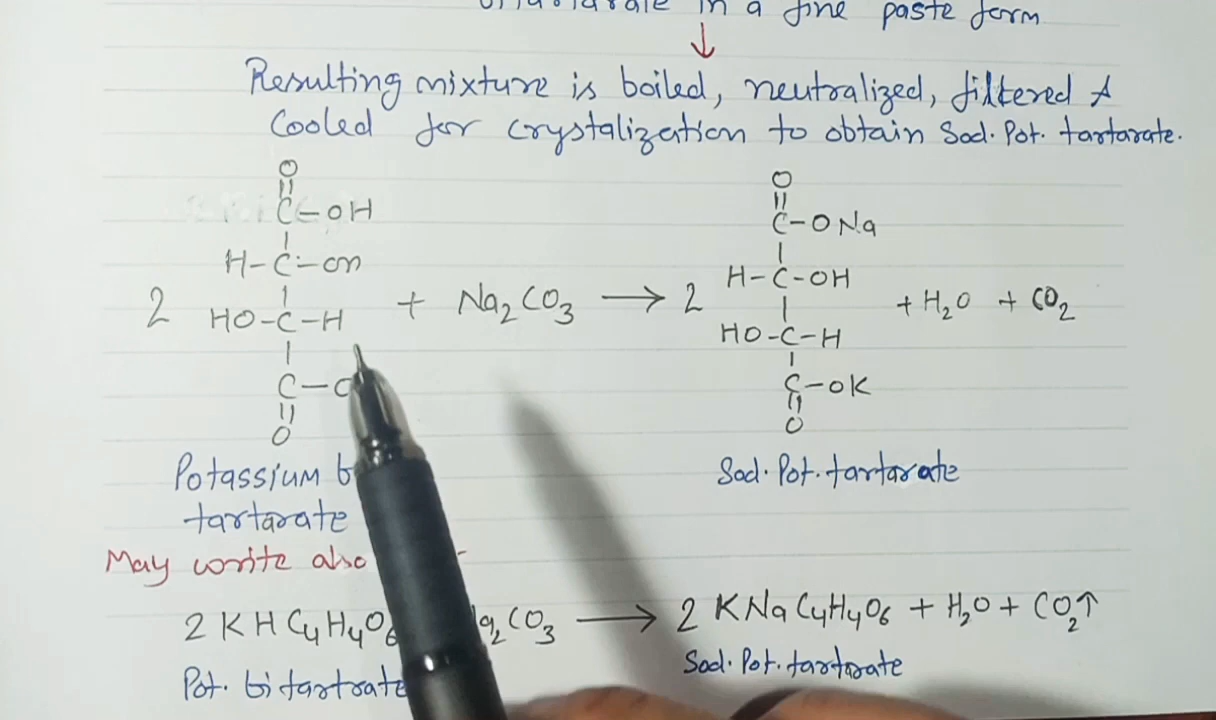 in a fine paste form
↓
Resulting mixture is boiled, neutralized, filtered &
Cooled for crystalization to obtain Sod. Pot. tartarate.
O
||
C-OH
|
H-C-OH
|
HO-C-H
|
C-
||
O
2
+ Na2CO3 → 2
O
||
C-ONa
|
H-C-OH
|
HO-C-H
|
C-OK
||
O
+ H2O + CO2
Potassium
tartarate
Sod. Pot. tartarate
May write also
2 KHC4H4O6 CO3 → 2 KNaC4H4O6 + H2O + CO2↑
Pot. bitartrate
Sod. Pot. tartarate